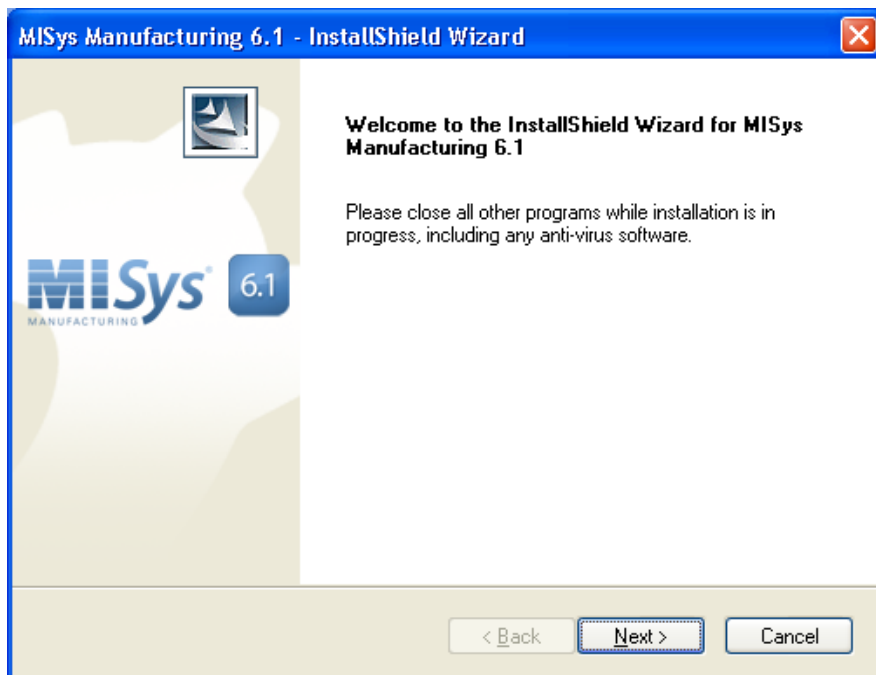 MISys Manufacturing 6.1 - InstallShield Wizard
Welcome to the InstallShield Wizard for MISys
Manufacturing 6.1
Please close all other programs while installation is in
progress, including any anti-virus software.
MISys 6.1
MANUFACTURING
< Back
Next >
Cancel